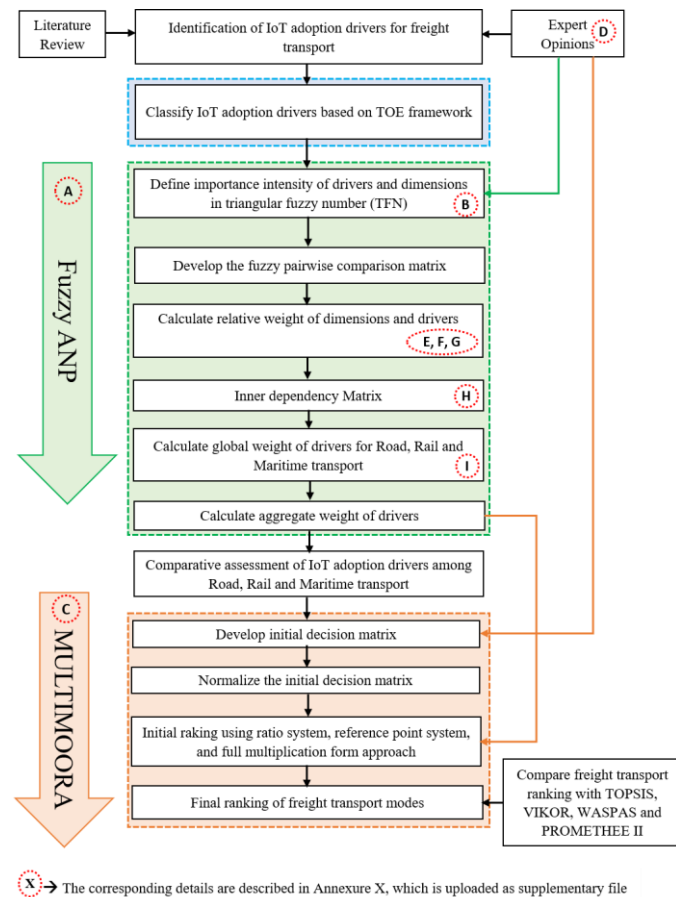 Literature
Review
Identification of IoT adoption drivers for freight
transport
Expert
Opinions
D
Classify IoT adoption drivers based on TOE framework
A
Fuzzy ANP
Define importance intensity of drivers and dimensions
in triangular fuzzy number (TFN)
B
Develop the fuzzy pairwise comparison matrix
Calculate relative weight of dimensions and drivers
E, F, G
Inner dependency Matrix
H
Calculate global weight of drivers for Road, Rail and
Maritime transport
I
Calculate aggregate weight of drivers
Comparative assessment of IoT adoption drivers among
Road, Rail and Maritime transport
C
MULTIMOORA
Develop initial decision matrix
Normalize the initial decision matrix
Initial raking using ratio system, reference point system,
and full multiplication form approach
Final ranking of freight transport modes
Compare freight transport
ranking with TOPSIS,
VIKOR, WASPAS and
PROMETHEE II
X → The corresponding details are described in Annexure X, which is uploaded as supplementary file